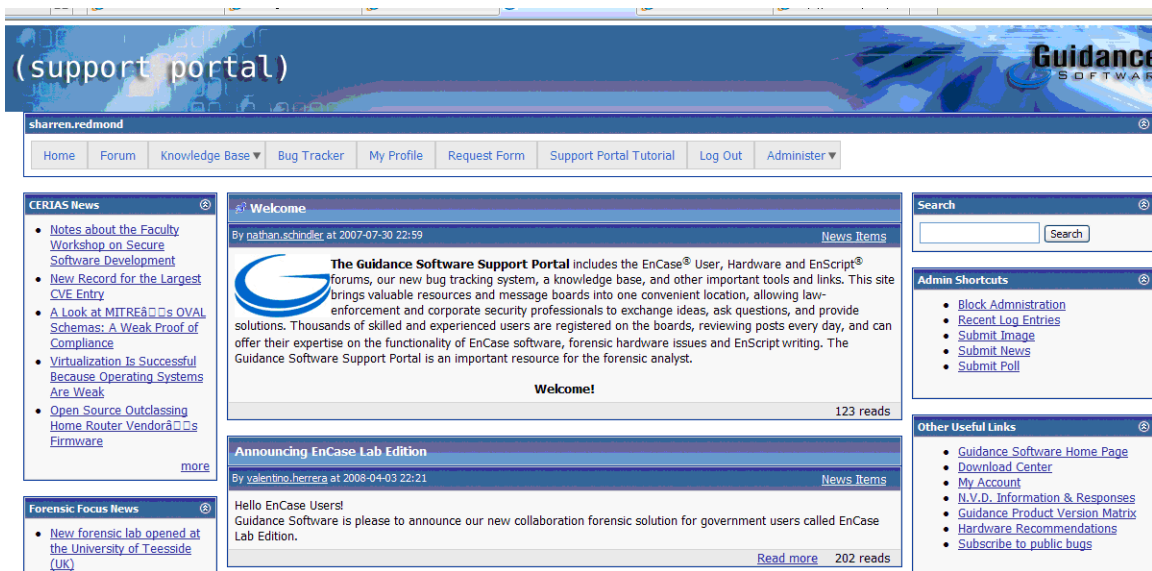 (support portal)
Guidance
SOFTWAR
sharren.redmond
Home Forum Knowledge Base Bug Tracker My Profile Request Form Support Portal Tutorial Log Out Administer
CERIAS News
Notes about the Faculty
Workshop on Secure
Software Development
New Record for the Largest
CVE Entry
A Look at MITREã□□s OVAL
Schemas: A Weak Proof of
Compliance
Virtualization Is Successful
Because Operating Systems
Are Weak
Open Source Outclassing
Home Router Vendorã□□s
Firmware
more
Forensic Focus News
New forensic lab opened at
the University of Teesside
(UK)
Welcome
By nathan.schindler at 2007-07-30 22:59 News Items
The Guidance Software Support Portal includes the EnCase® User, Hardware and EnScript®
forums, our new bug tracking system, a knowledge base, and other important tools and links. This site
brings valuable resources and message boards into one convenient location, allowing law-
enforcement and corporate security professionals to exchange ideas, ask questions, and provide
solutions. Thousands of skilled and experienced users are registered on the boards, reviewing posts every day, and can
offer their expertise on the functionality of EnCase software, forensic hardware issues and EnScript writing. The
Guidance Software Support Portal is an important resource for the forensic analyst.
Welcome!
123 reads
Announcing EnCase Lab Edition
By valentino.herrera at 2008-04-03 22:21 News Items
Hello EnCase Users!
Guidance Software is please to announce our new collaboration forensic solution for government users called EnCase
Lab Edition.
Read more 202 reads
Search
Search
Admin Shortcuts
Block Admnistration
Recent Log Entries
Submit Image
Submit News
Submit Poll
Other Useful Links
Guidance Software Home Page
Download Center
My Account
N.V.D. Information & Responses
Guidance Product Version Matrix
Hardware Recommendations
Subscribe to public bugs